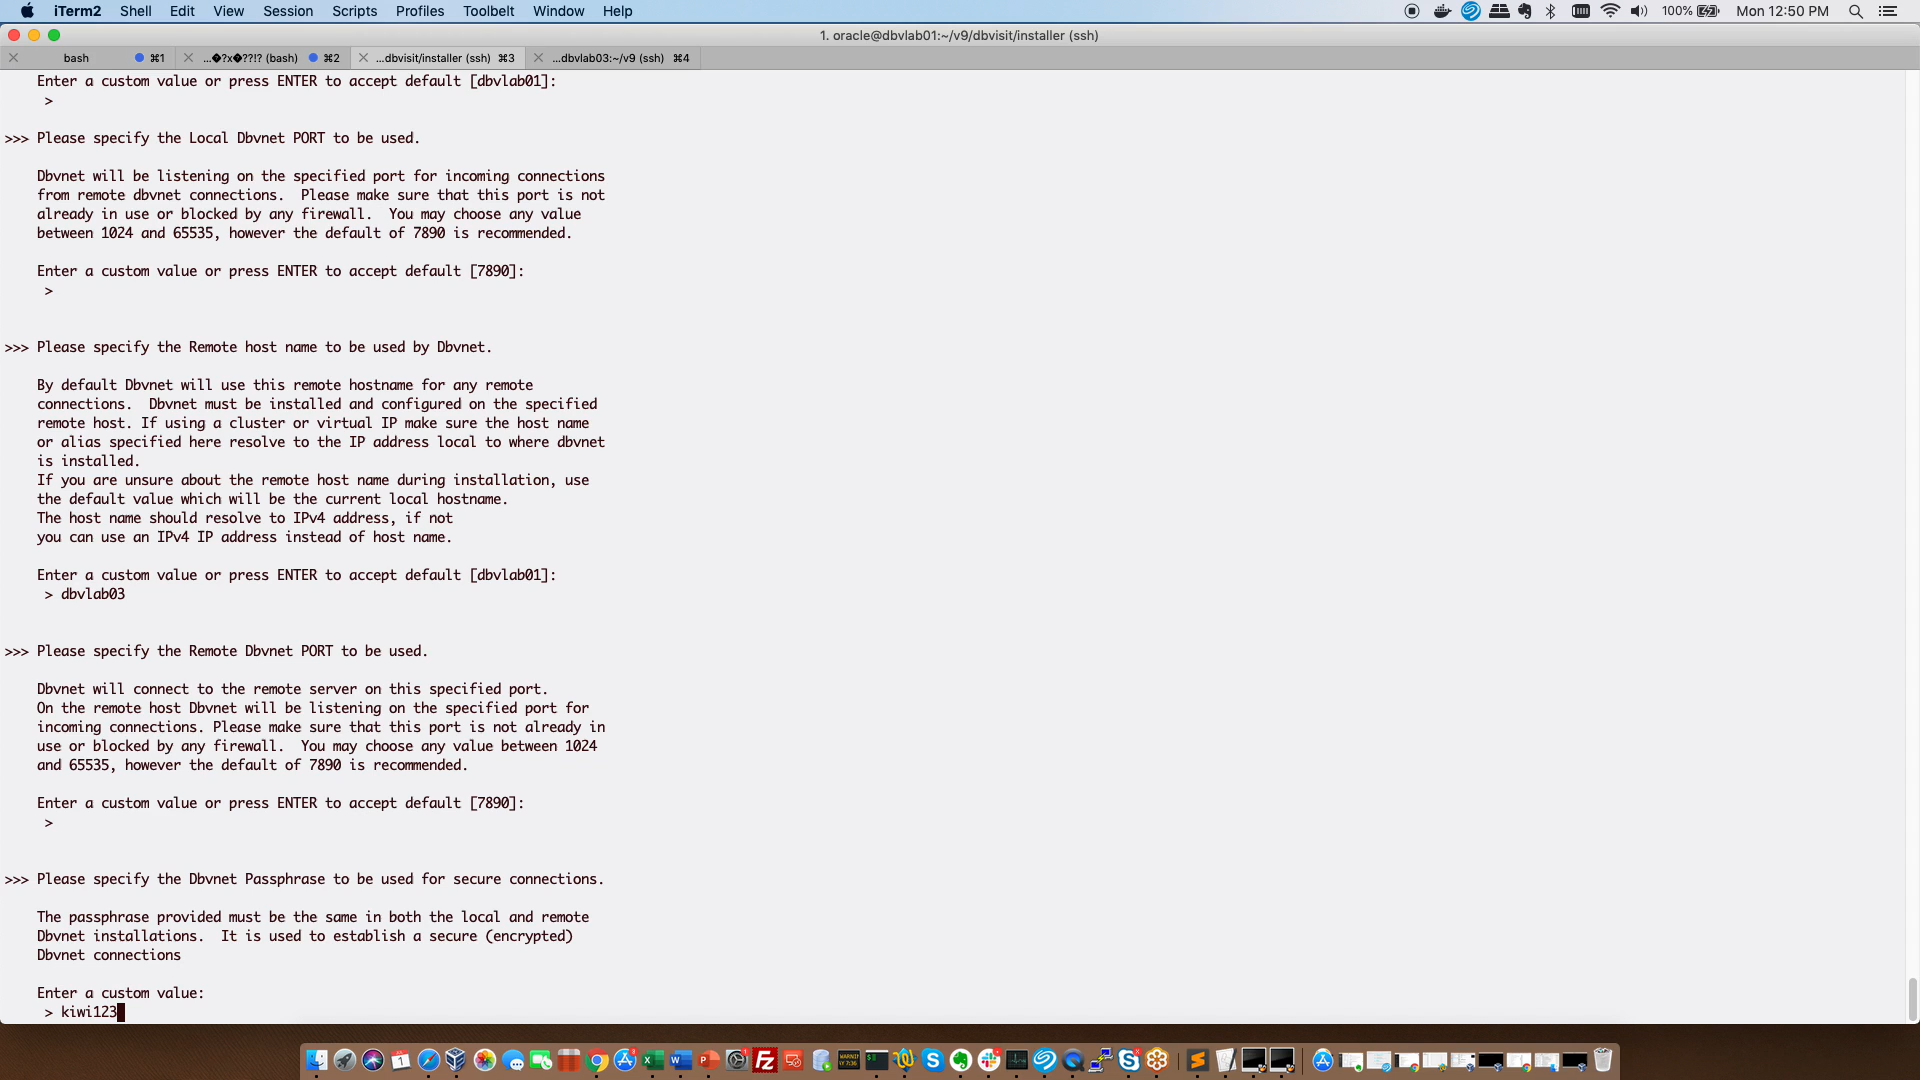 iTerm2 Shell Edit View Session Scripts Profiles Toolbelt Window Help 100% Mon 12:50 PM
1. oracle@dbvlab01:~/v9/dbvisit/installer (ssh)
bash ⌘1 ...�?x�??!? (bash) ⌘2 ...dbvisit/installer (ssh) ⌘3 ...dbvlab03:~/v9 (ssh) ⌘4
Enter a custom value or press ENTER to accept default [dbvlab01]:
>
>>> Please specify the Local Dbvnet PORT to be used.
Dbvnet will be listening on the specified port for incoming connections
from remote dbvnet connections.  Please make sure that this port is not
already in use or blocked by any firewall.  You may choose any value
between 1024 and 65535, however the default of 7890 is recommended.
Enter a custom value or press ENTER to accept default [7890]:
>
>>> Please specify the Remote host name to be used by Dbvnet.
By default Dbvnet will use this remote hostname for any remote
connections.  Dbvnet must be installed and configured on the specified
remote host. If using a cluster or virtual IP make sure the host name
or alias specified here resolve to the IP address local to where dbvnet
is installed.
If you are unsure about the remote host name during installation, use
the default value which will be the current local hostname.
The host name should resolve to IPv4 address, if not
you can use an IPv4 IP address instead of host name.
Enter a custom value or press ENTER to accept default [dbvlab01]:
> dbvlab03
>>> Please specify the Remote Dbvnet PORT to be used.
Dbvnet will connect to the remote server on this specified port.
On the remote host Dbvnet will be listening on the specified port for
incoming connections. Please make sure that this port is not already in
use or blocked by any firewall.  You may choose any value between 1024
and 65535, however the default of 7890 is recommended.
Enter a custom value or press ENTER to accept default [7890]:
>
>>> Please specify the Dbvnet Passphrase to be used for secure connections.
The passphrase provided must be the same in both the local and remote
Dbvnet installations.  It is used to establish a secure (encrypted)
Dbvnet connections
Enter a custom value:
> kiwi123